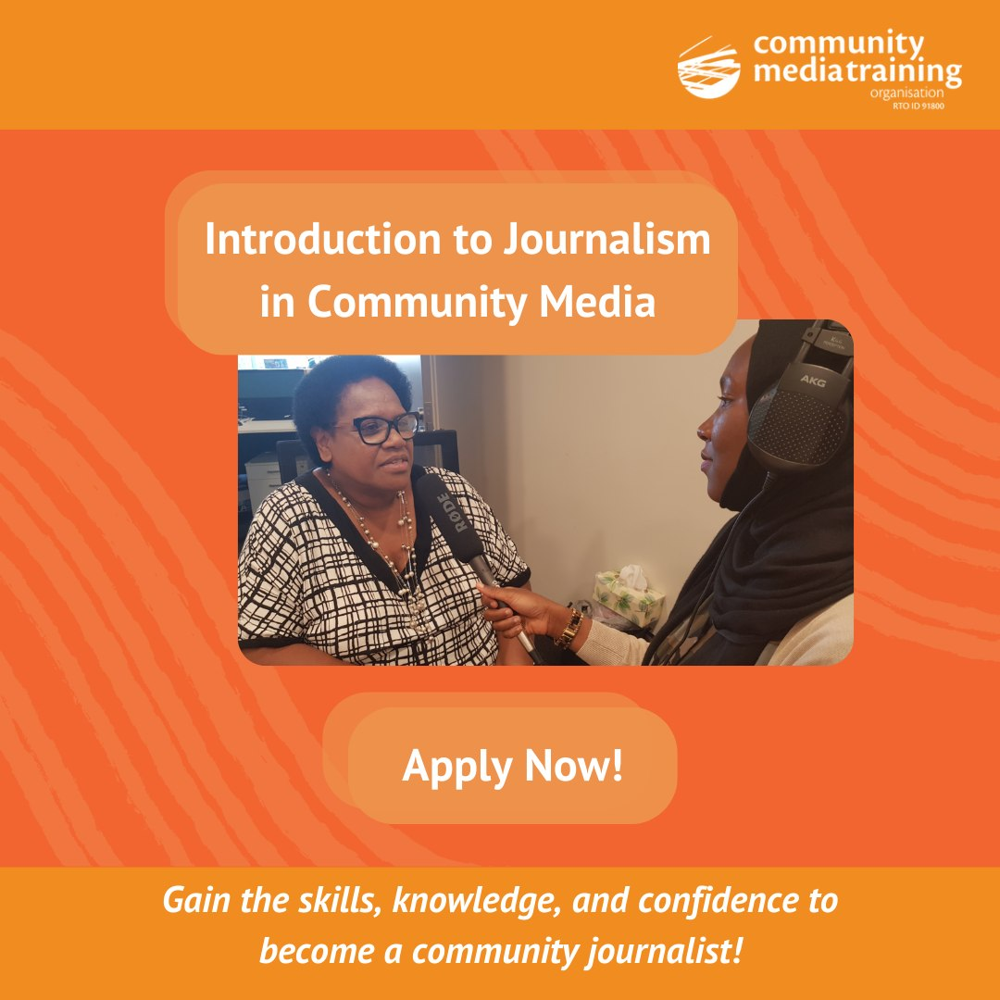 community
mediatraining
organisation
RTO ID 91800
Introduction to Journalism
in Community Media
AKG
RØDE
Apply Now!
Gain the skills, knowledge, and confidence to
become a community journalist!